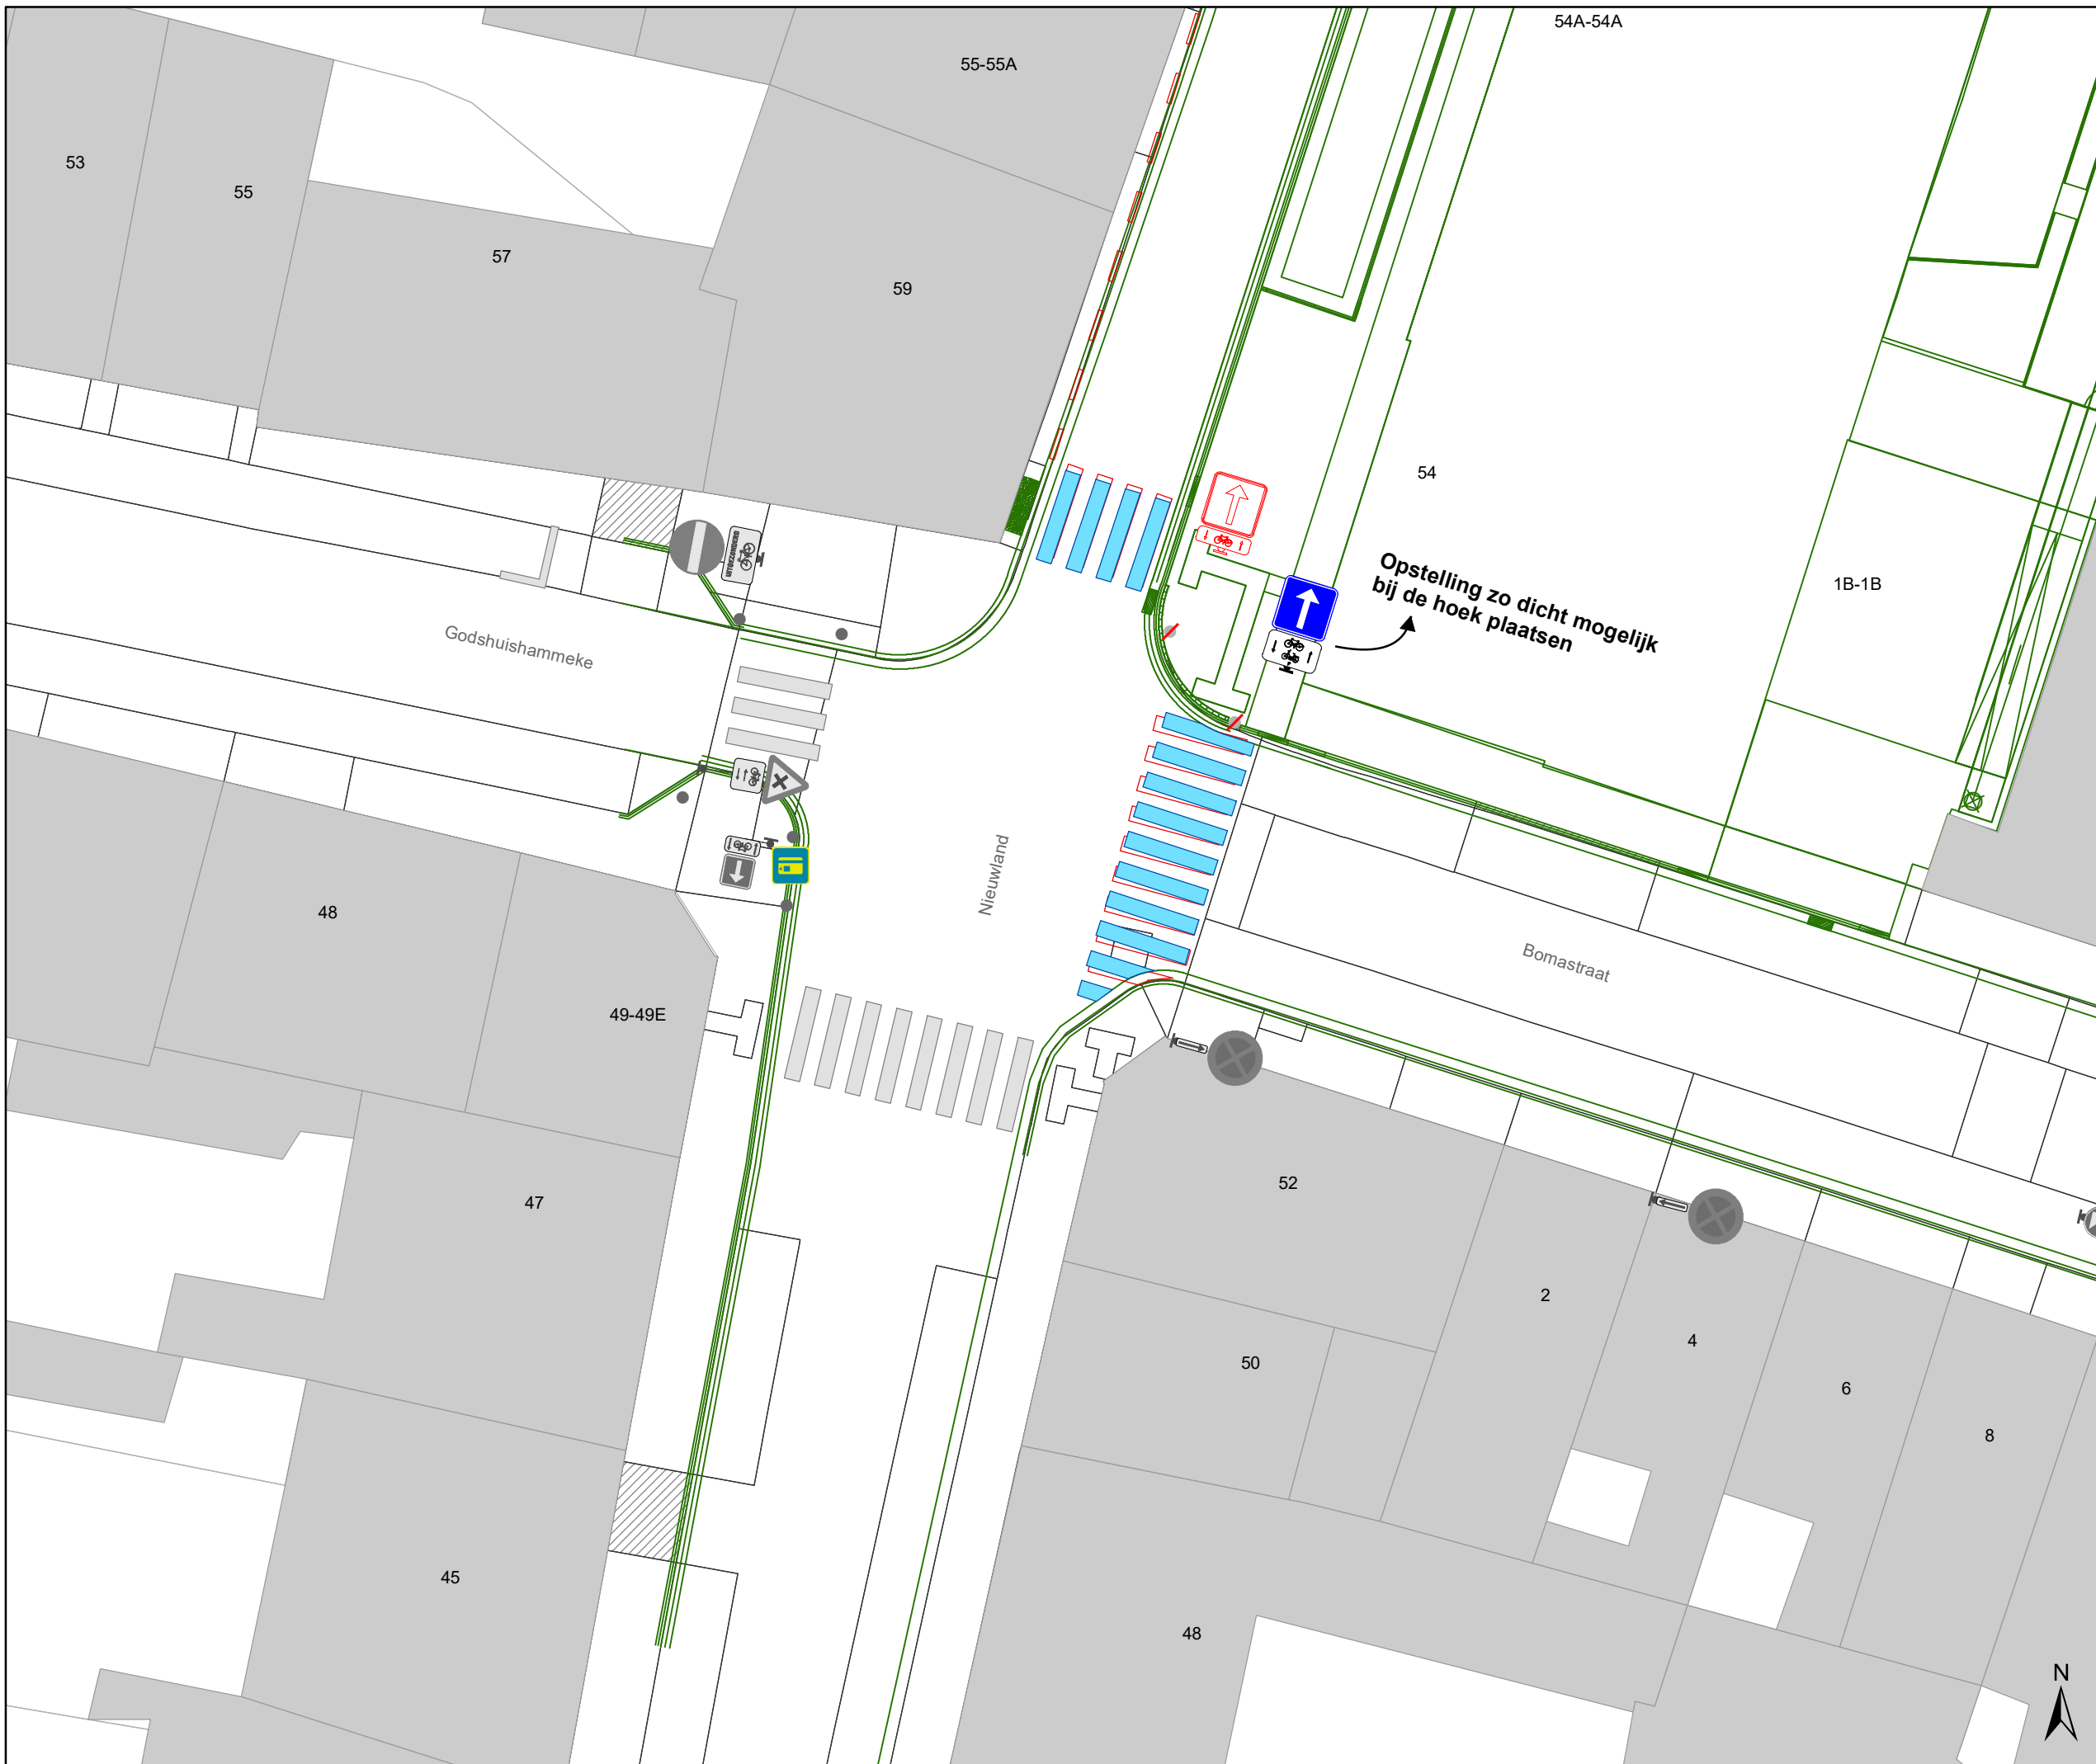 54A-54A
55-55A
53
55
57
59
54
Opstelling zo dicht mogelijk
bij de hoek plaatsen
1B-1B
UITGEZONDERD
Godshuishammeke
Nieuwland
48
Bomastraat
49-49E
52
47
2
4
50
6
8
45
48
N